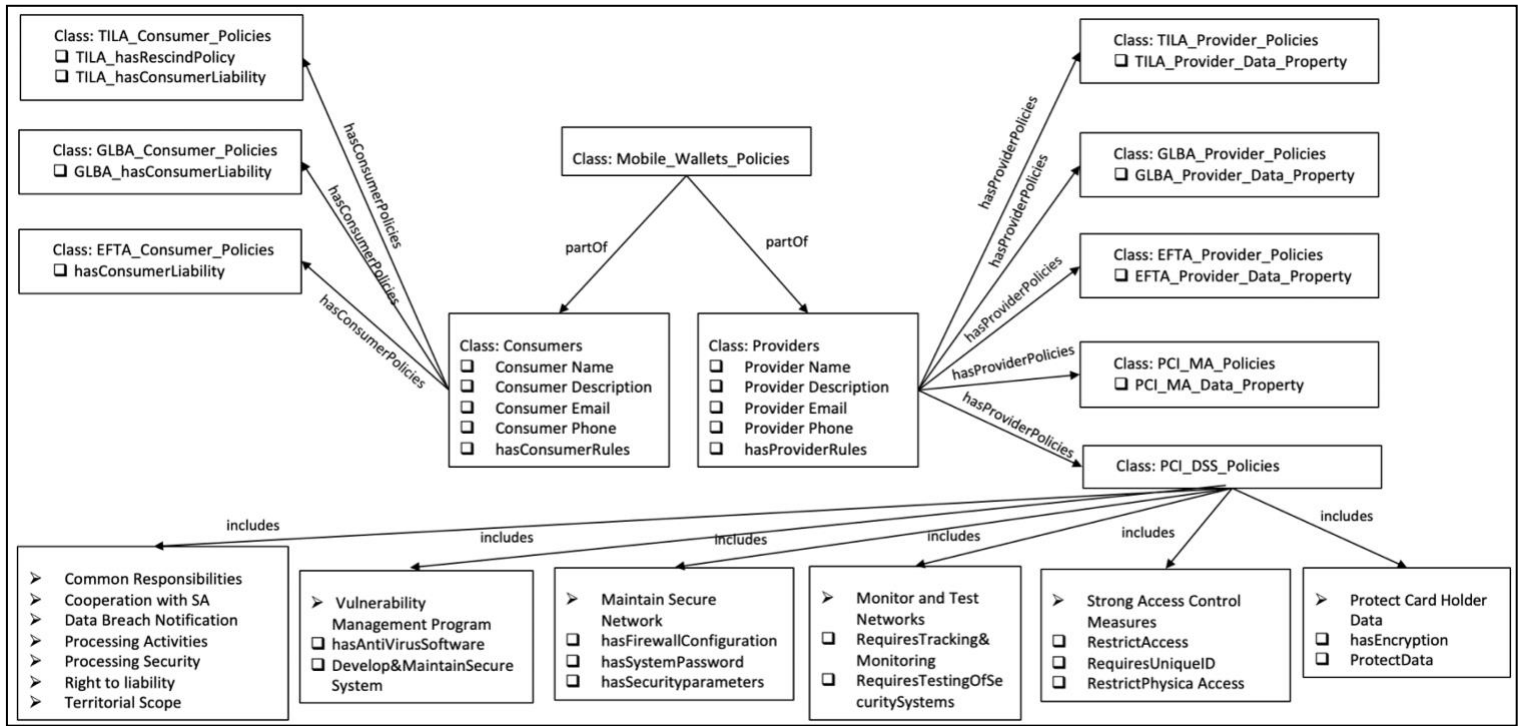 Class: TILA_Consumer_Policies
TILA_hasRescindPolicy
TILA_hasConsumerLiability
Class: GLBA_Consumer_Policies
GLBA_hasConsumerLiability
Class: EFTA_Consumer_Policies
hasConsumerLiability
hasConsumerPolicies
hasConsumerPolicies
hasConsumerPolicies
Class: Mobile_Wallets_Policies
partOf
partOf
Class: Consumers
Consumer Name
Consumer Description
Consumer Email
Consumer Phone
hasConsumerRules
Class: Providers
Provider Name
Provider Description
Provider Email
Provider Phone
hasProviderRules
hasProviderPolicies
hasProviderPolicies
hasProviderPolicies
hasProviderPolicies
hasProviderPolicies
Class: TILA_Provider_Policies
TILA_Provider_Data_Property
Class: GLBA_Provider_Policies
GLBA_Provider_Data_Property
Class: EFTA_Provider_Policies
EFTA_Provider_Data_Property
Class: PCI_MA_Policies
PCI_MA_Data_Property
Class: PCI_DSS_Policies
includes
includes
includes
includes
includes
includes
Common Responsibilities
Cooperation with SA
Data Breach Notification
Processing Activities
Processing Security
Right to liability
Territorial Scope
Vulnerability
Management Program
hasAntiVirusSoftware
Develop&MaintainSecure
System
Maintain Secure
Network
hasFirewallConfiguration
hasSystemPassword
hasSecurityparameters
Monitor and Test
Networks
RequiresTracking&
Monitoring
RequiresTestingOfSe
curitySystems
Strong Access Control
Measures
RestrictAccess
RequiresUniqueID
RestrictPhysica Access
Protect Card Holder
Data
hasEncryption
ProtectData